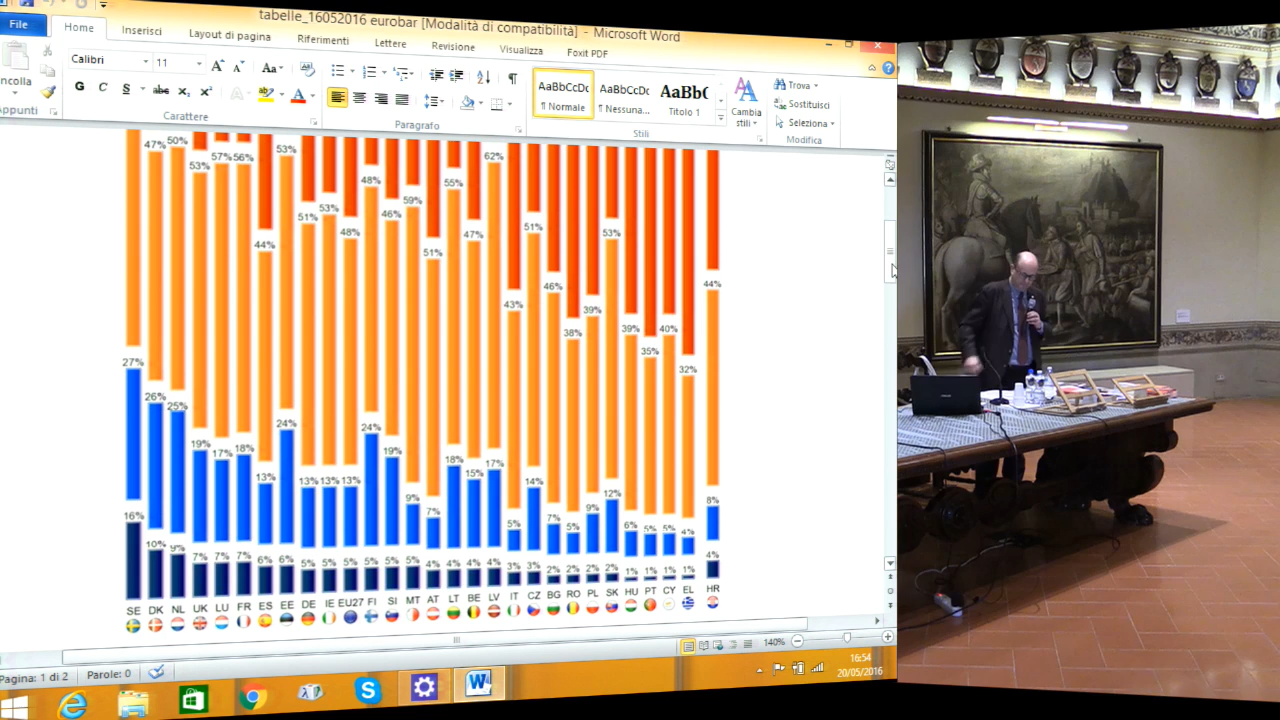 tabelle_16052016 eurobar [Modalità di compatibilità] - Microsoft Word
File Home Inserisci Layout di pagina Riferimenti Lettere Revisione Visualizza Foxit PDF
ncolla
Calibri 11
G C S abc
AaBbCcDc AaBbCcDc AaBbC
¶ Normale ¶ Nessuna... Titolo 1
Cambia stili
Trova
Sostituisci
Seleziona
ppunti Carattere Paragrafo Stili Modifica
47% 50% 53% 57% 56% 44% 53% 51% 53% 48% 48% 46% 59% 51% 55% 47% 62% 43% 51% 46% 38% 39% 53% 39% 35% 40% 32% 44%
27% 26% 25% 19% 17% 18% 13% 24% 13% 13% 13% 24% 19% 9% 7% 18% 15% 17% 5% 14% 7% 5% 9% 12% 6% 5% 5% 4% 8%
16% 10% 9% 7% 7% 7% 6% 6% 5% 5% 5% 5% 5% 5% 4% 4% 4% 4% 3% 3% 2% 2% 2% 2% 1% 1% 1% 1% 4%
SE DK NL UK LU FR ES EE DE IE EU27 FI SI MT AT LT BE LV IT CZ BG RO PL SK HU PT CY EL HR
Pagina: 1 di 2 Parole: 0 140%
16:54
20/05/2016